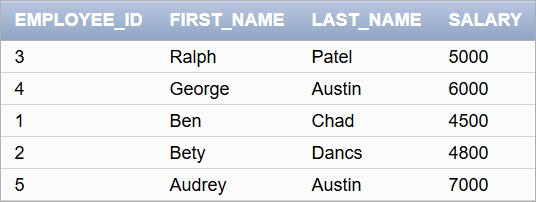 EMPLOYEE_ID FIRST_NAME LAST_NAME SALARY
3 Ralph Patel 5000
4 George Austin 6000
1 Ben Chad 4500
2 Bety Dancs 4800
5 Audrey Austin 7000